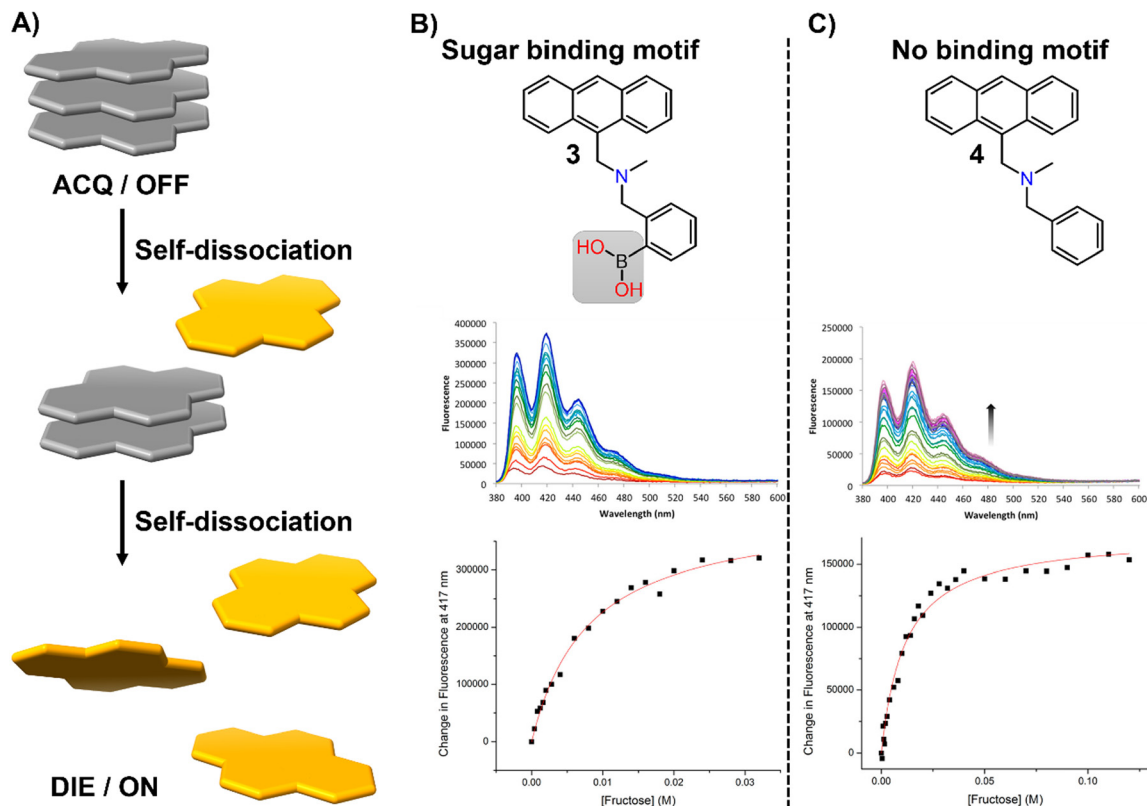 A)
ACQ / OFF
Self-dissociation
Self-dissociation
DIE / ON
B)
Sugar binding motif
3
N
HO
B
OH
Fluorescence
400000
350000
300000
250000
200000
150000
100000
50000
0
380 400 420 440 460 480 500 520 540 560 580 600
Wavelength (nm)
Change in Fluorescence at 417 nm
300000
200000
100000
0
0.00 0.01 0.02 0.03
[Fructose] (M)
C)
No binding motif
4
N
Fluorescence
250000
200000
150000
100000
50000
0
380 400 420 440 460 480 500 520 540 560 580 600
Wavelength (nm)
Change in Fluorescence at 417 nm
150000
100000
50000
0
0.00 0.05 0.10
[Fructose] (M)